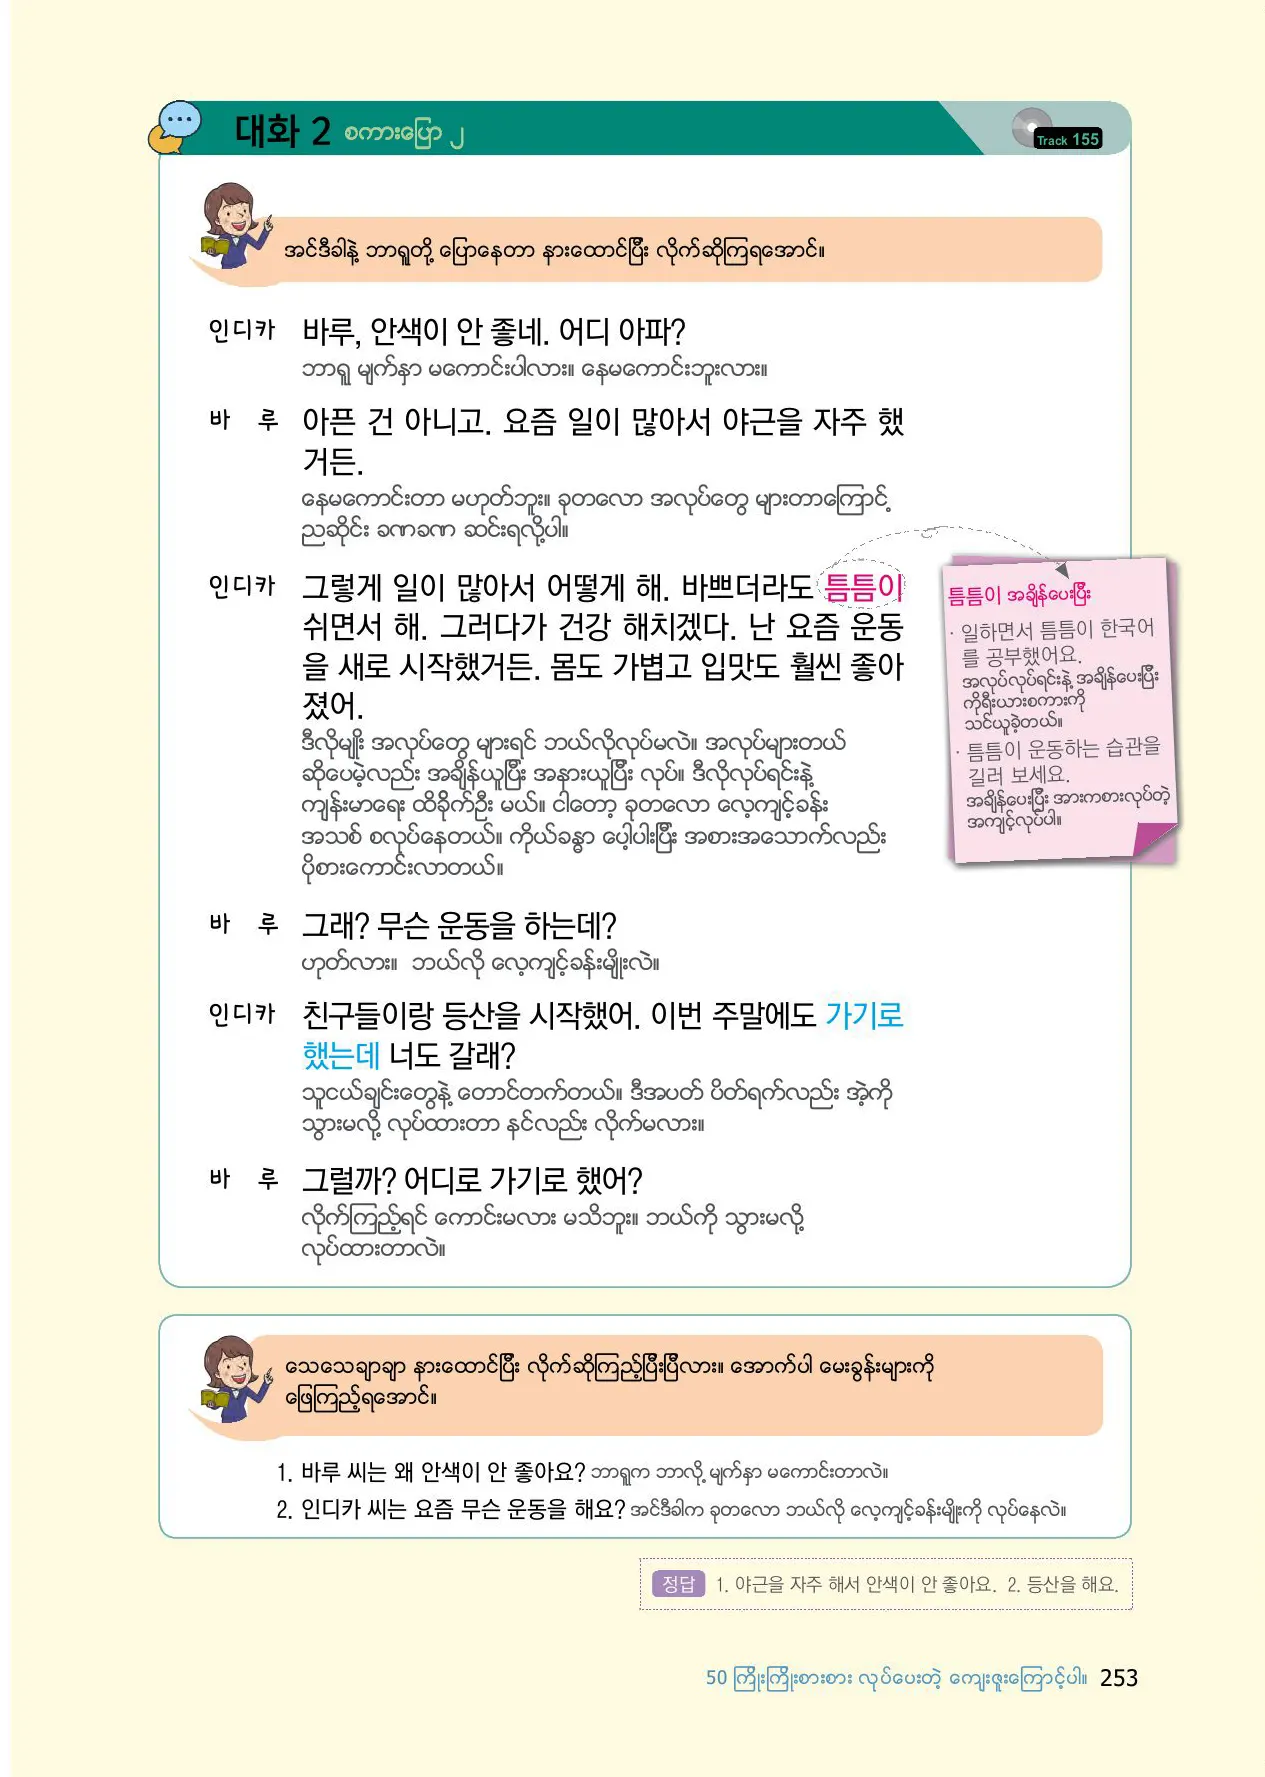 대화 2 စကားပြော ၂
Track 155
အင်ဒီခါနဲ့ ဘာရူတို့ ပြောနေတာ နားထောင်ပြီး လိုက်ဆိုကြရအောင်။
인디카 바루, 안색이 안 좋네. 어디 아파?
ဘာရူ မျက်နှာ မကောင်းပါလား။ နေမကောင်းဘူးလား။
바 루 아픈 건 아니고. 요즘 일이 많아서 야근을 자주 했
거든.
နေမကောင်းတာ မဟုတ်ဘူး။ ခုတလော အလုပ်တွေ များတာကြောင့်
ညဆိုင်း ခဏခဏ ဆင်းရလို့ပါ။
인디카 그렇게 일이 많아서 어떻게 해. 바쁘더라도 틈틈이
쉬면서 해. 그러다가 건강 해치겠다. 난 요즘 운동
을 새로 시작했거든. 몸도 가볍고 입맛도 훨씬 좋아
졌어.
ဒီလိုမျိုး အလုပ်တွေ များရင် ဘယ်လိုလုပ်မလဲ။ အလုပ်များတယ်
ဆိုပေမဲ့လည်း အချိန်ယူပြီး အနားယူပြီး လုပ်။ ဒီလိုလုပ်ရင်းနဲ့
ကျန်းမာရေး ထိခိုက်ဦး မယ်။ ငါတော့ ခုတလော လေ့ကျင့်ခန်း
အသစ် စလုပ်နေတယ်။ ကိုယ်ခန္ဓာ ပေါ့ပါးပြီး အစားအသောက်လည်း
ပိုစားကောင်းလာတယ်။
바 루 그래? 무슨 운동을 하는데?
ဟုတ်လား။ ဘယ်လို လေ့ကျင့်ခန်းမျိုးလဲ။
인디카 친구들이랑 등산을 시작했어. 이번 주말에도 가기로
했는데 너도 갈래?
သူငယ်ချင်းတွေနဲ့ တောင်တက်တယ်။ ဒီအပတ် ပိတ်ရက်လည်း အဲ့ကို
သွားမလို့ လုပ်ထားတာ နင်လည်း လိုက်မလား။
바 루 그럴까? 어디로 가기로 했어?
လိုက်ကြည့်ရင် ကောင်းမလား မသိဘူး။ ဘယ်ကို သွားမလို့
လုပ်ထားတာလဲ။
틈틈이 အချိန်ပေးပြီး
· 일하면서 틈틈이 한국어
를 공부했어요.
အလုပ်လုပ်ရင်းနဲ့ အချိန်ပေးပြီး
ကိုရီးယားစကားကို
သင်ယူခဲ့တယ်။
· 틈틈이 운동하는 습관을
길러 보세요.
အချိန်ပေးပြီး အားကစားလုပ်တဲ့
အကျင့်လုပ်ပါ။
သေသေချာချာ နားထောင်ပြီး လိုက်ဆိုကြည့်ပြီးပြီလား။ အောက်ပါ မေးခွန်းများကို
ဖြေကြည့်ရအောင်။
1. 바루 씨는 왜 안색이 안 좋아요? ဘာရူက ဘာလို့ မျက်နှာ မကောင်းတာလဲ။
2. 인디카 씨는 요즘 무슨 운동을 해요? အင်ဒီခါက ခုတလော ဘယ်လို လေ့ကျင့်ခန်းမျိုးကို လုပ်နေလဲ။
정답 1. 야근을 자주 해서 안색이 안 좋아요. 2. 등산을 해요.
50 ကြိုးကြိုးစားစား လုပ်ပေးတဲ့ ကျေးဇူးကြောင့်ပါ။ 253